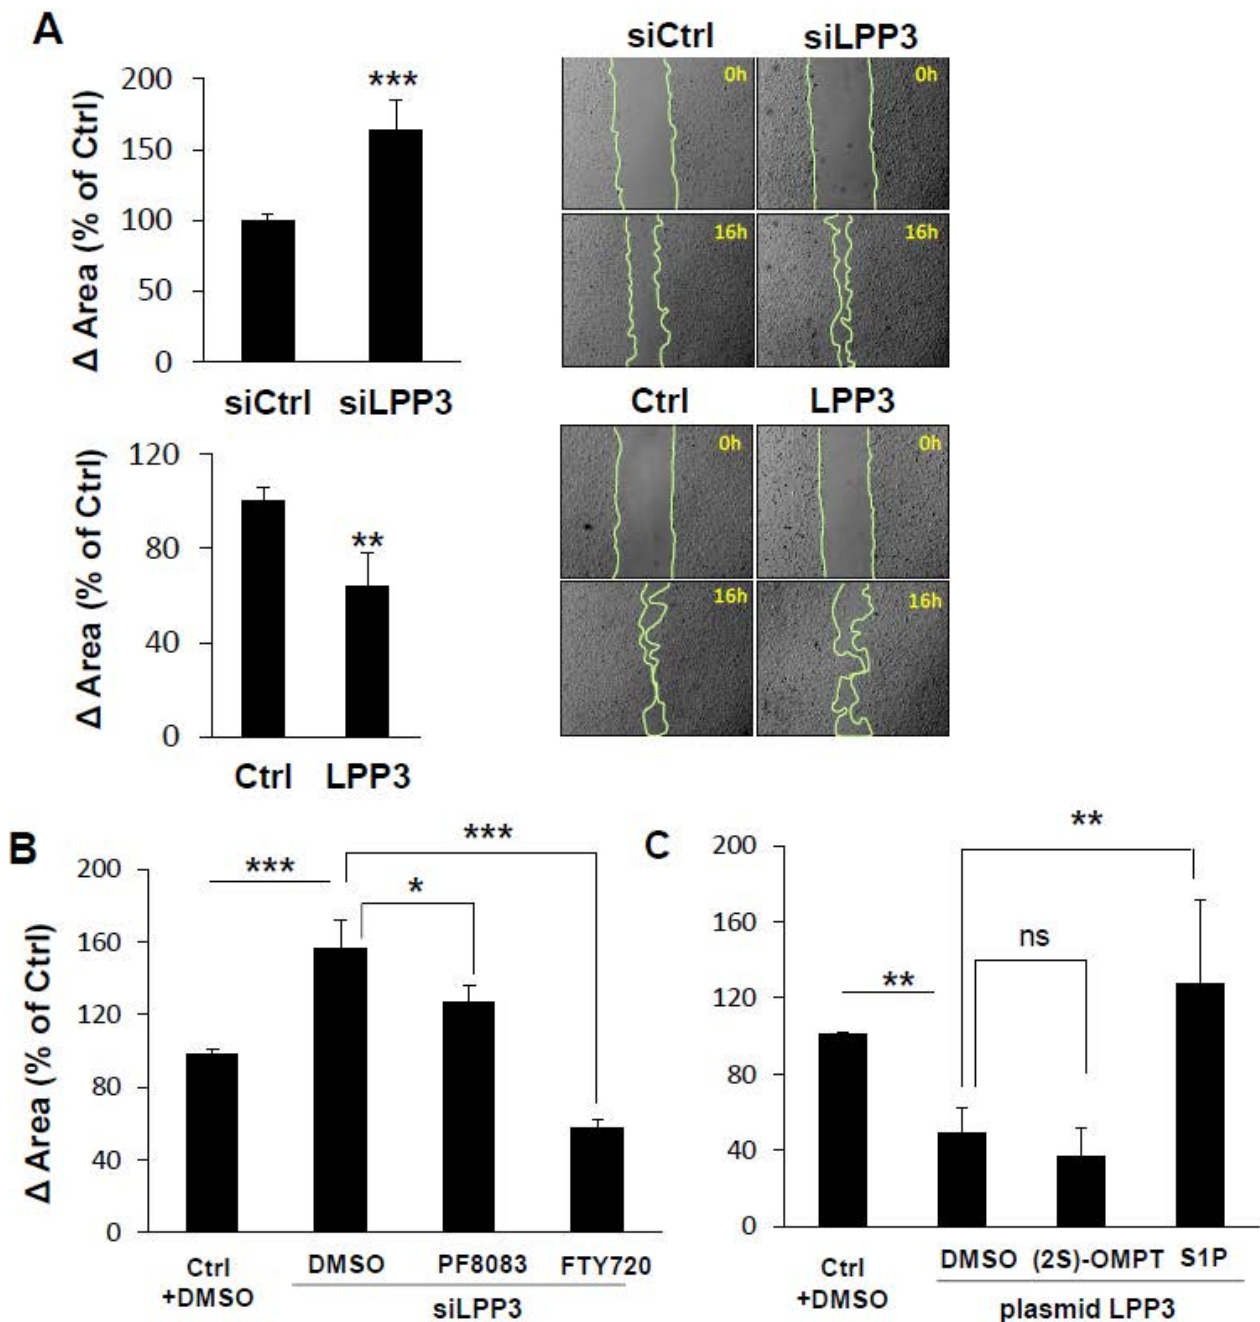 A
Δ Area (% of Ctrl)
200
150
100
50
0
***
siCtrl siLPP3
siCtrl siLPP3
0h 0h
16h 16h
Δ Area (% of Ctrl)
120
80
40
0
**
Ctrl LPP3
Ctrl LPP3
0h 0h
16h 16h
B
Δ Area (% of Ctrl)
200
160
120
80
40
0
***
***
*
Ctrl
+DMSO
DMSO PF8083 FTY720
siLPP3
C
200
160
120
80
40
0
**
**
ns
Ctrl
+DMSO
DMSO (2S)-OMPT S1P
plasmid LPP3